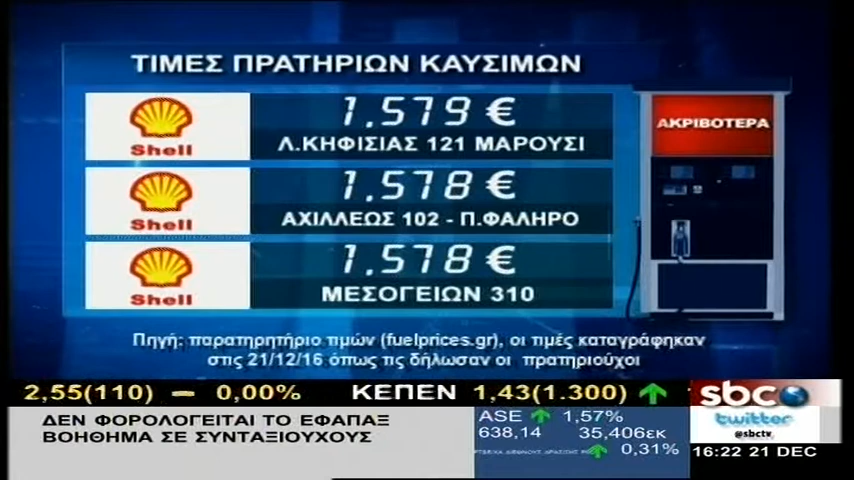 ΤΙΜΕΣ ΠΡΑΤΗΡΙΩΝ ΚΑΥΣΙΜΩΝ
Shell
1.579 €
Λ.ΚΗΦΙΣΙΑΣ 121 ΜΑΡΟΥΣΙ
ΑΚΡΙΒΟΤΕΡΑ
Shell
1.578 €
ΑΧΙΛΛΕΩΣ 102 - Π.ΦΑΛΗΡΟ
Shell
1.578 €
ΜΕΣΟΓΕΙΩΝ 310
Πηγή: παρατηρητήριο τιμών (fuelprices.gr), οι τιμές καταγράφηκαν
στις 21/12/16 όπως τις δήλωσαν οι πρατηριούχοι
2,55(110) 0,00% ΚΕΠΕΝ 1,43(1.300)
sbc
twitter
@sbctv
ΔΕΝ ΦΟΡΟΛΟΓΕΙΤΑΙ ΤΟ ΕΦΑΠΑΞ
ΒΟΗΘΗΜΑ ΣΕ ΣΥΝΤΑΞΙΟΥΧΟΥΣ
ASE 1,57%
638,14 35,406εκ
0,31%
16:22 21 DEC